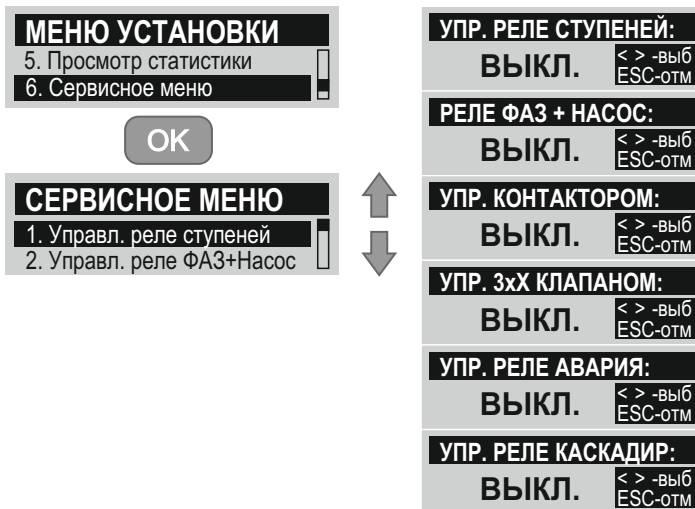 МЕНЮ УСТАНОВКИ
5. Просмотр статистики
6. Сервисное меню
OK
СЕРВИСНОЕ МЕНЮ
1. Управл. реле ступеней
2. Управл. реле ФАЗ+Насос
УПР. РЕЛЕ СТУПЕНЕЙ:
ВЫКЛ.
< > -выб
ESC-отм
РЕЛЕ ФАЗ + НАСОС:
ВЫКЛ.
< > -выб
ESC-отм
УПР. КОНТАКТОРОМ:
ВЫКЛ.
< > -выб
ESC-отм
УПР. 3хХ КЛАПАНОМ:
ВЫКЛ.
< > -выб
ESC-отм
УПР. РЕЛЕ АВАРИЯ:
ВЫКЛ.
< > -выб
ESC-отм
УПР. РЕЛЕ КАСКАДИР:
ВЫКЛ.
< > -выб
ESC-отм